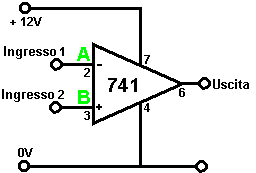 + 12V
7
Ingresso 1
A
2
-
741
6
Uscita
Ingresso 2
B
3
+
4
0V